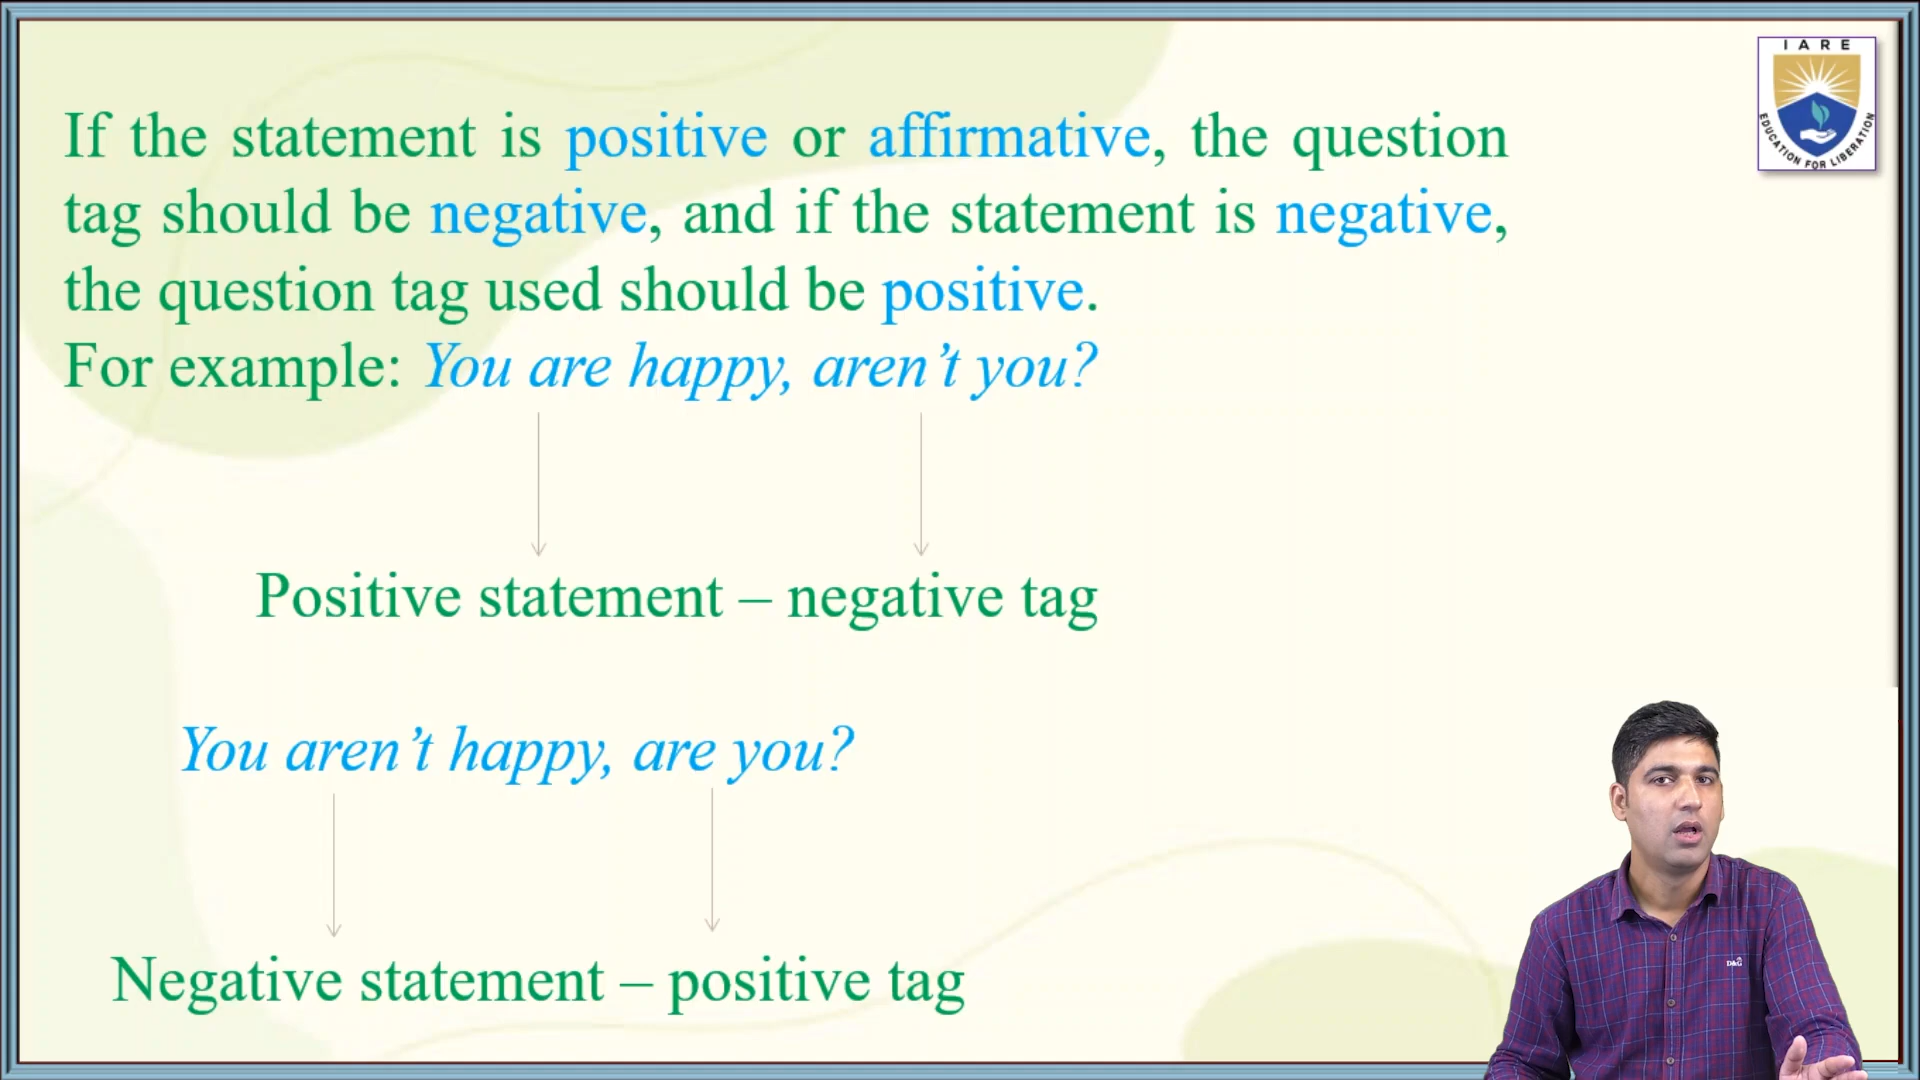 I A R E
EDUCATION FOR LIBERATION
If the statement is positive or affirmative, the question
tag should be negative, and if the statement is negative,
the question tag used should be positive.
For example: You are happy, aren’t you?
Positive statement – negative tag
You aren’t happy, are you?
Negative statement – positive tag
D&G